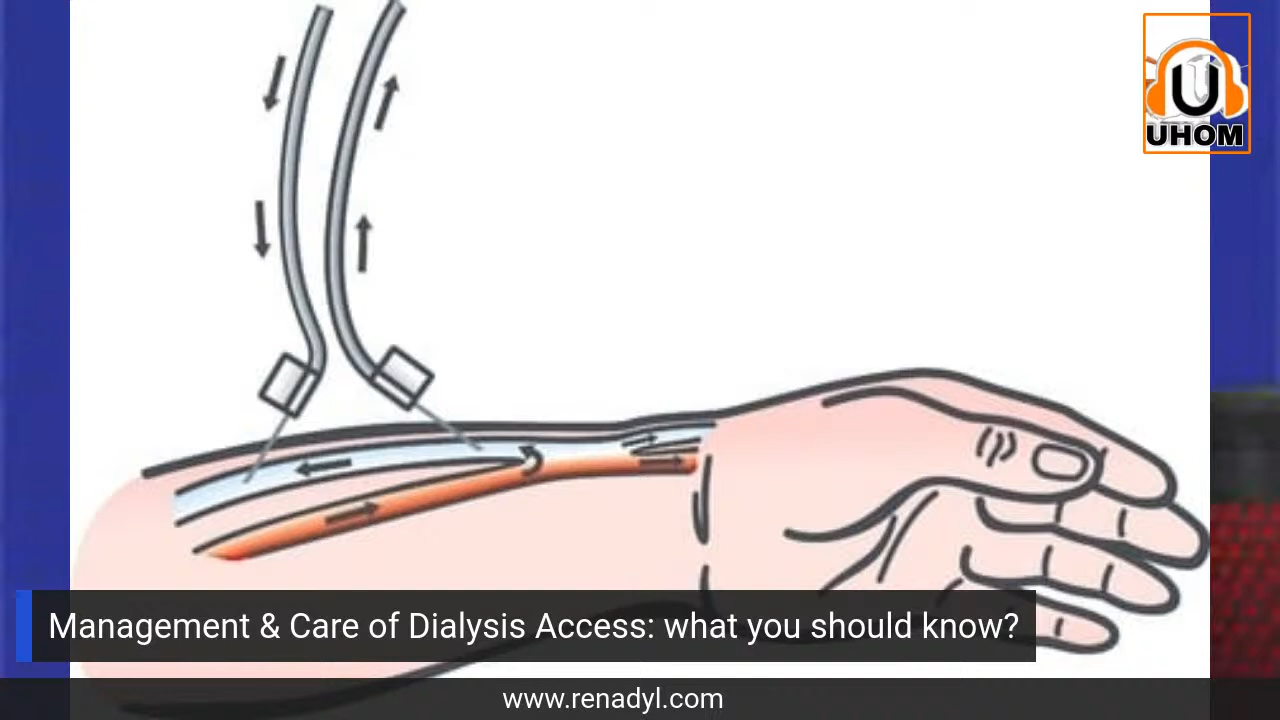 U
UHOM
Management & Care of Dialysis Access: what you should know?
www.renadyl.com